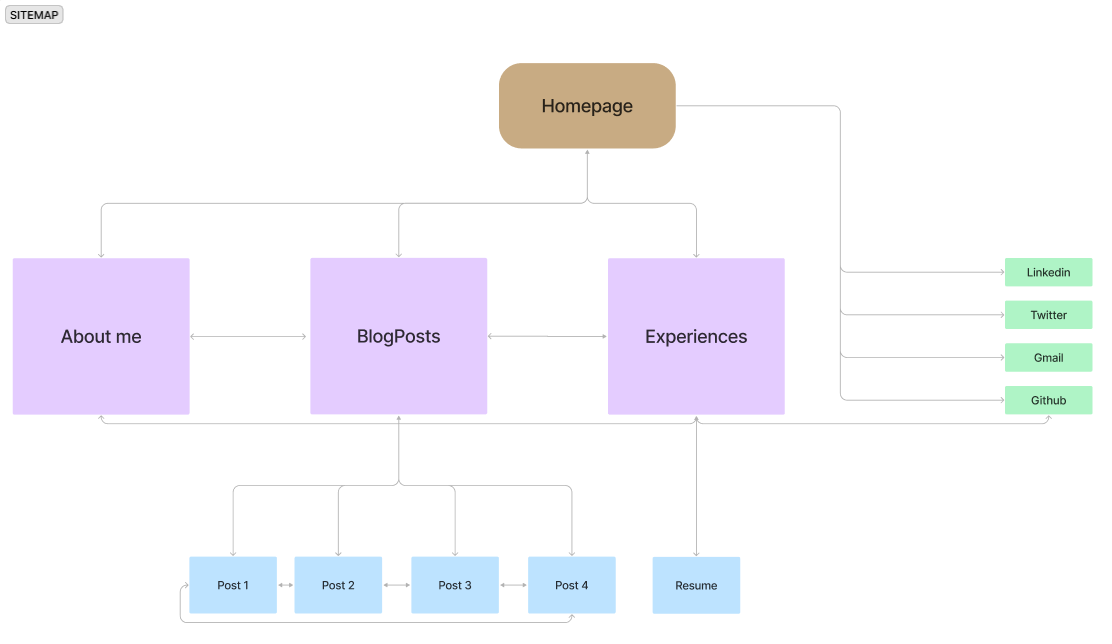 SITEMAP
Homepage
About me
BlogPosts
Experiences
Linkedin
Twitter
Gmail
Github
Post 1
Post 2
Post 3
Post 4
Resume